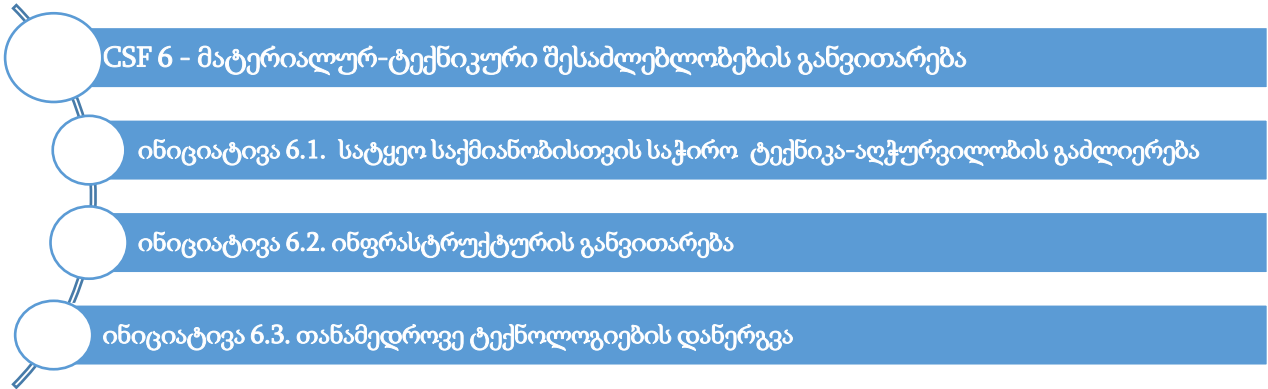 CSF 6 - მატერიალურ-ტექნიკური შესაძლებლობების განვითარება
ინიციატივა 6.1. სატყეო საქმიანობისთვის საჭირო ტექნიკა-აღჭურვილობის გაძლიერება
ინიციატივა 6.2. ინფრასტრუქტურის განვითარება
ინიციატივა 6.3. თანამედროვე ტექნოლოგიების დანერგვა